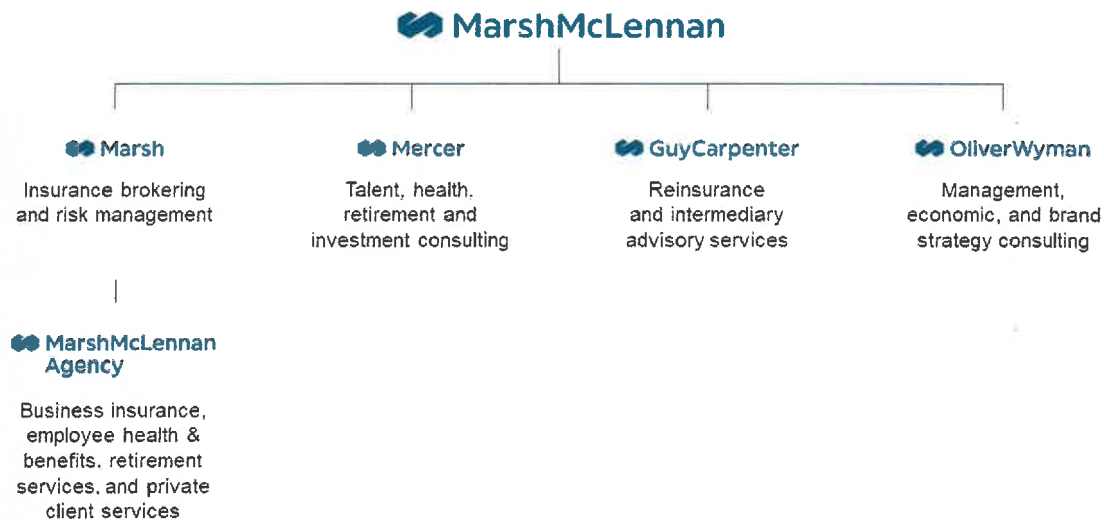 MarshMcLennan
Marsh
Insurance brokering
and risk management
Mercer
Talent, health,
retirement and
investment consulting
GuyCarpenter
Reinsurance
and intermediary
advisory services
OliverWyman
Management,
economic, and brand
strategy consulting
MarshMcLennan
Agency
Business insurance,
employee health &
benefits, retirement
services, and private
client services